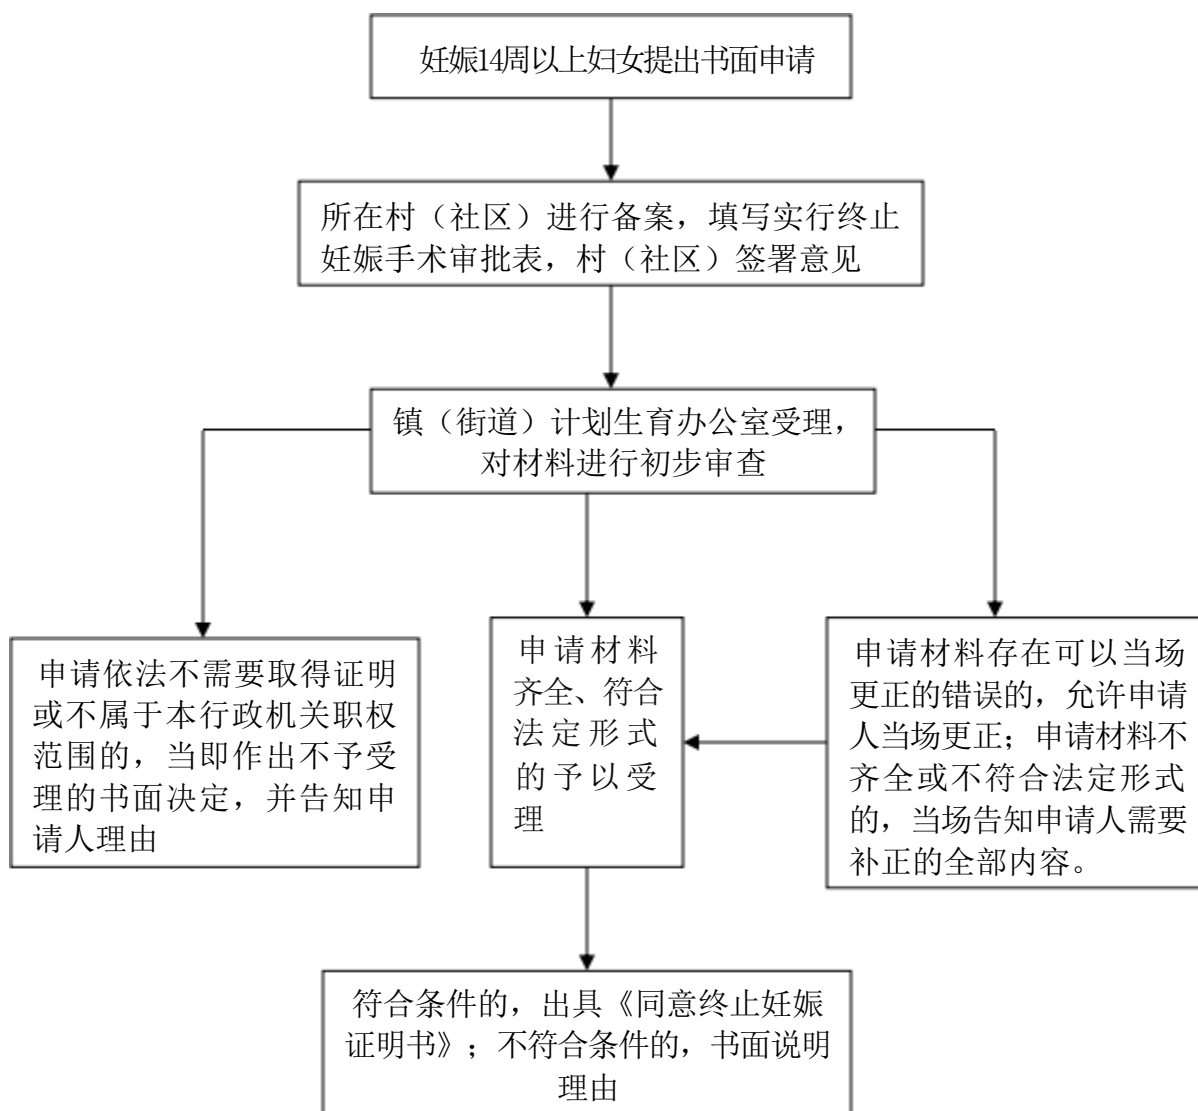 妊娠14周以上妇女提出书面申请
所在村（社区）进行备案，填写实行终止
妊娠手术审批表，村（社区）签署意见
镇（街道）计划生育办公室受理，
对材料进行初步审查
申请依法不需要取得证明
或不属于本行政机关职权
范围的，当即作出不予受
理的书面决定，并告知申
请人理由
申请材料
齐全、符合
法定形式
的予以受
理
申请材料存在可以当场
更正的错误的，允许申请
人当场更正；申请材料不
齐全或不符合法定形式
的，当场告知申请人需要
补正的全部内容。
符合条件的，出具《同意终止妊娠
证明书》；不符合条件的，书面说明
理由